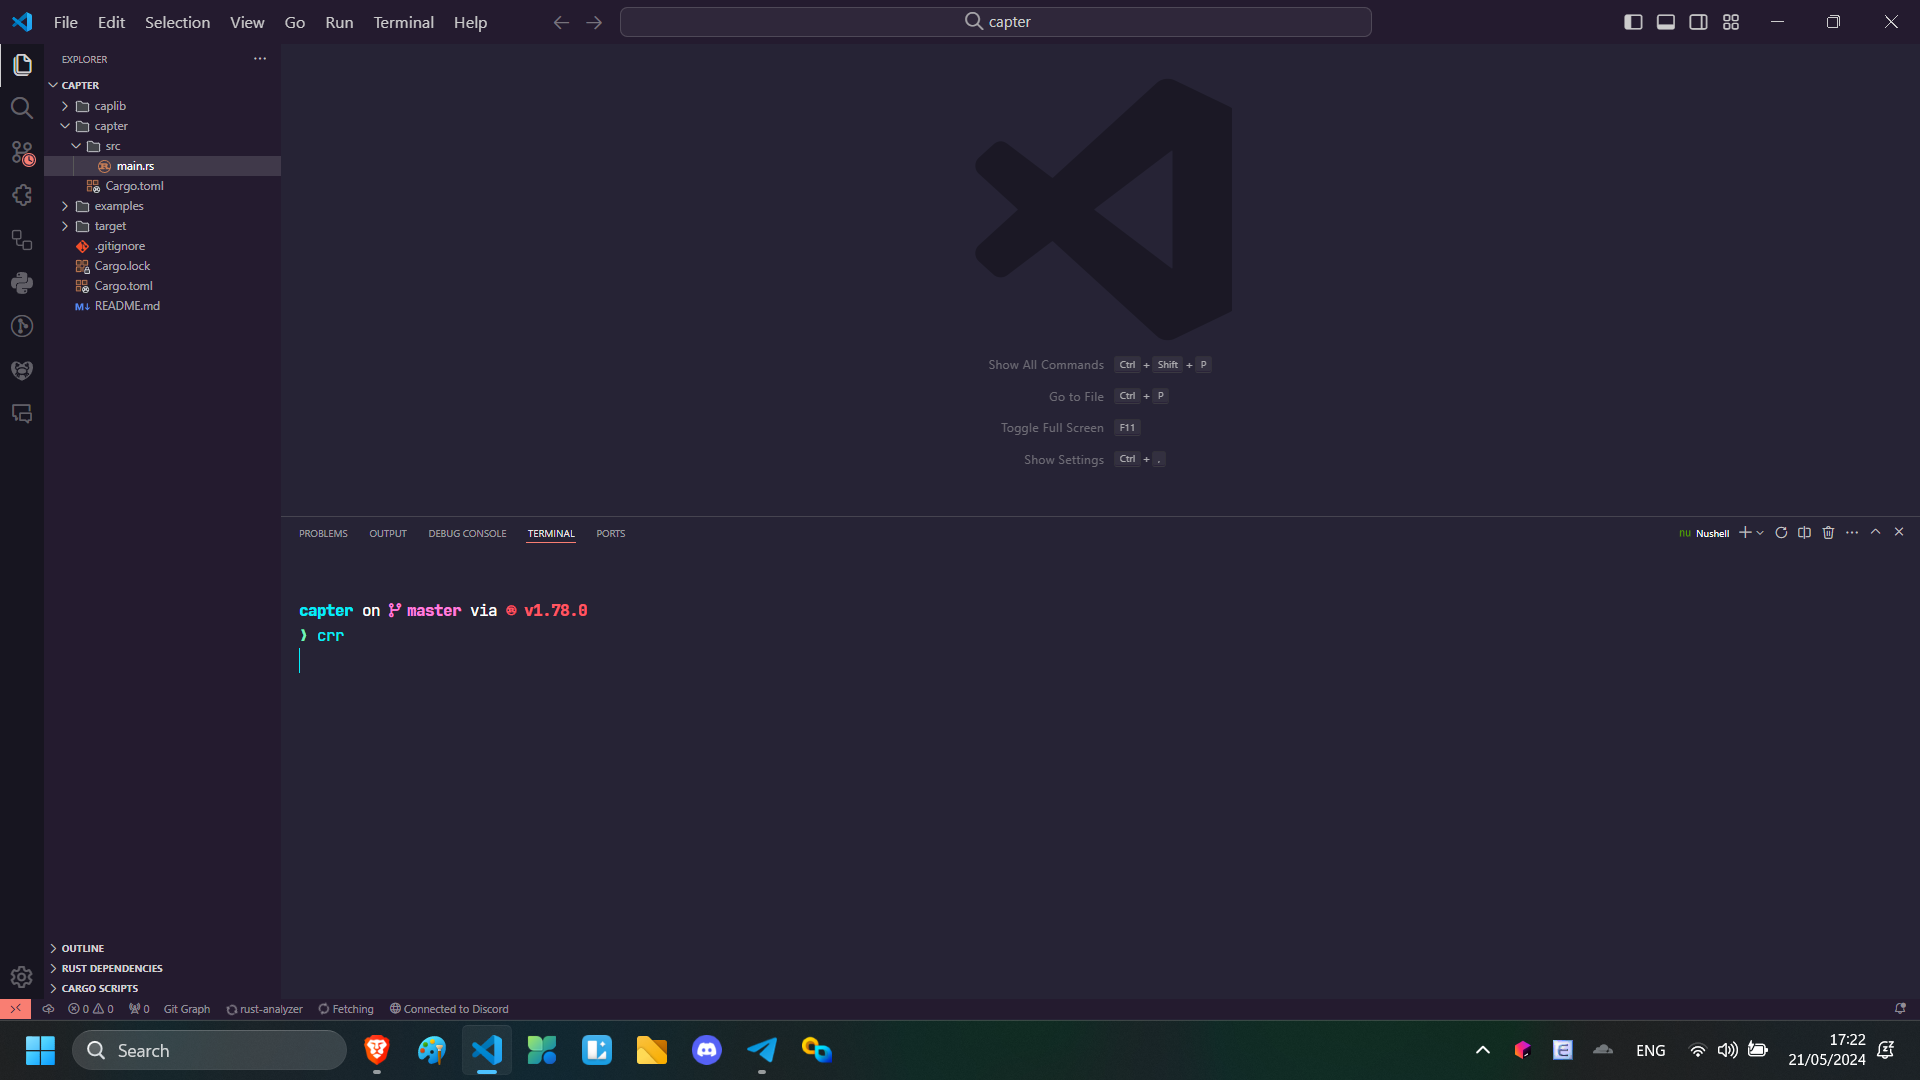 File Edit Selection View Go Run Terminal Help
capter
EXPLORER
CAPTER
caplib
capter
src
main.rs
Cargo.toml
examples
target
.gitignore
Cargo.lock
Cargo.toml
README.md
OUTLINE
RUST DEPENDENCIES
CARGO SCRIPTS
Show All Commands Ctrl + Shift + P
Go to File Ctrl + P
Toggle Full Screen F11
Show Settings Ctrl + .
PROBLEMS OUTPUT DEBUG CONSOLE TERMINAL PORTS
nu Nushell
capter on master via v1.78.0
❯ crr
0 0 0 Git Graph rust-analyzer Fetching Connected to Discord
Search
ENG
17:22
21/05/2024